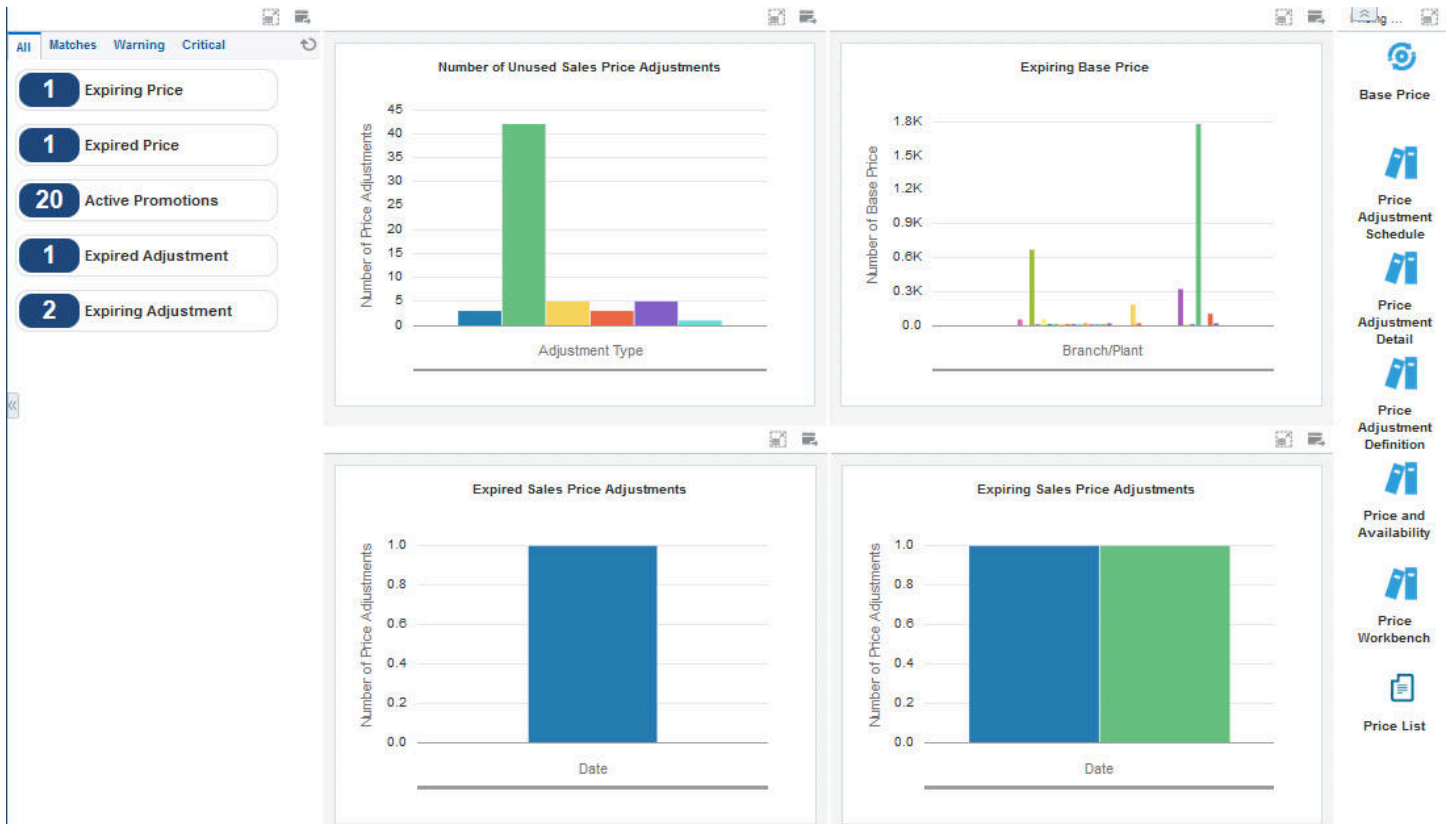 All Matches Warning Critical
1 Expiring Price
1 Expired Price
20 Active Promotions
1 Expired Adjustment
2 Expiring Adjustment
Number of Unused Sales Price Adjustments
Number of Price Adjustments
45
40
35
30
25
20
15
10
5
0
Adjustment Type
Expiring Base Price
Number of Base Price
1.8K
1.5K
1.2K
0.9K
0.6K
0.3K
0.0
Branch/Plant
Expired Sales Price Adjustments
Number of Price Adjustments
1.0
0.8
0.6
0.4
0.2
0.0
Date
Expiring Sales Price Adjustments
Number of Price Adjustments
1.0
0.8
0.6
0.4
0.2
0.0
Date
Base Price
Price
Adjustment
Schedule
Price
Adjustment
Detail
Price
Adjustment
Definition
Price and
Availability
Price
Workbench
Price List